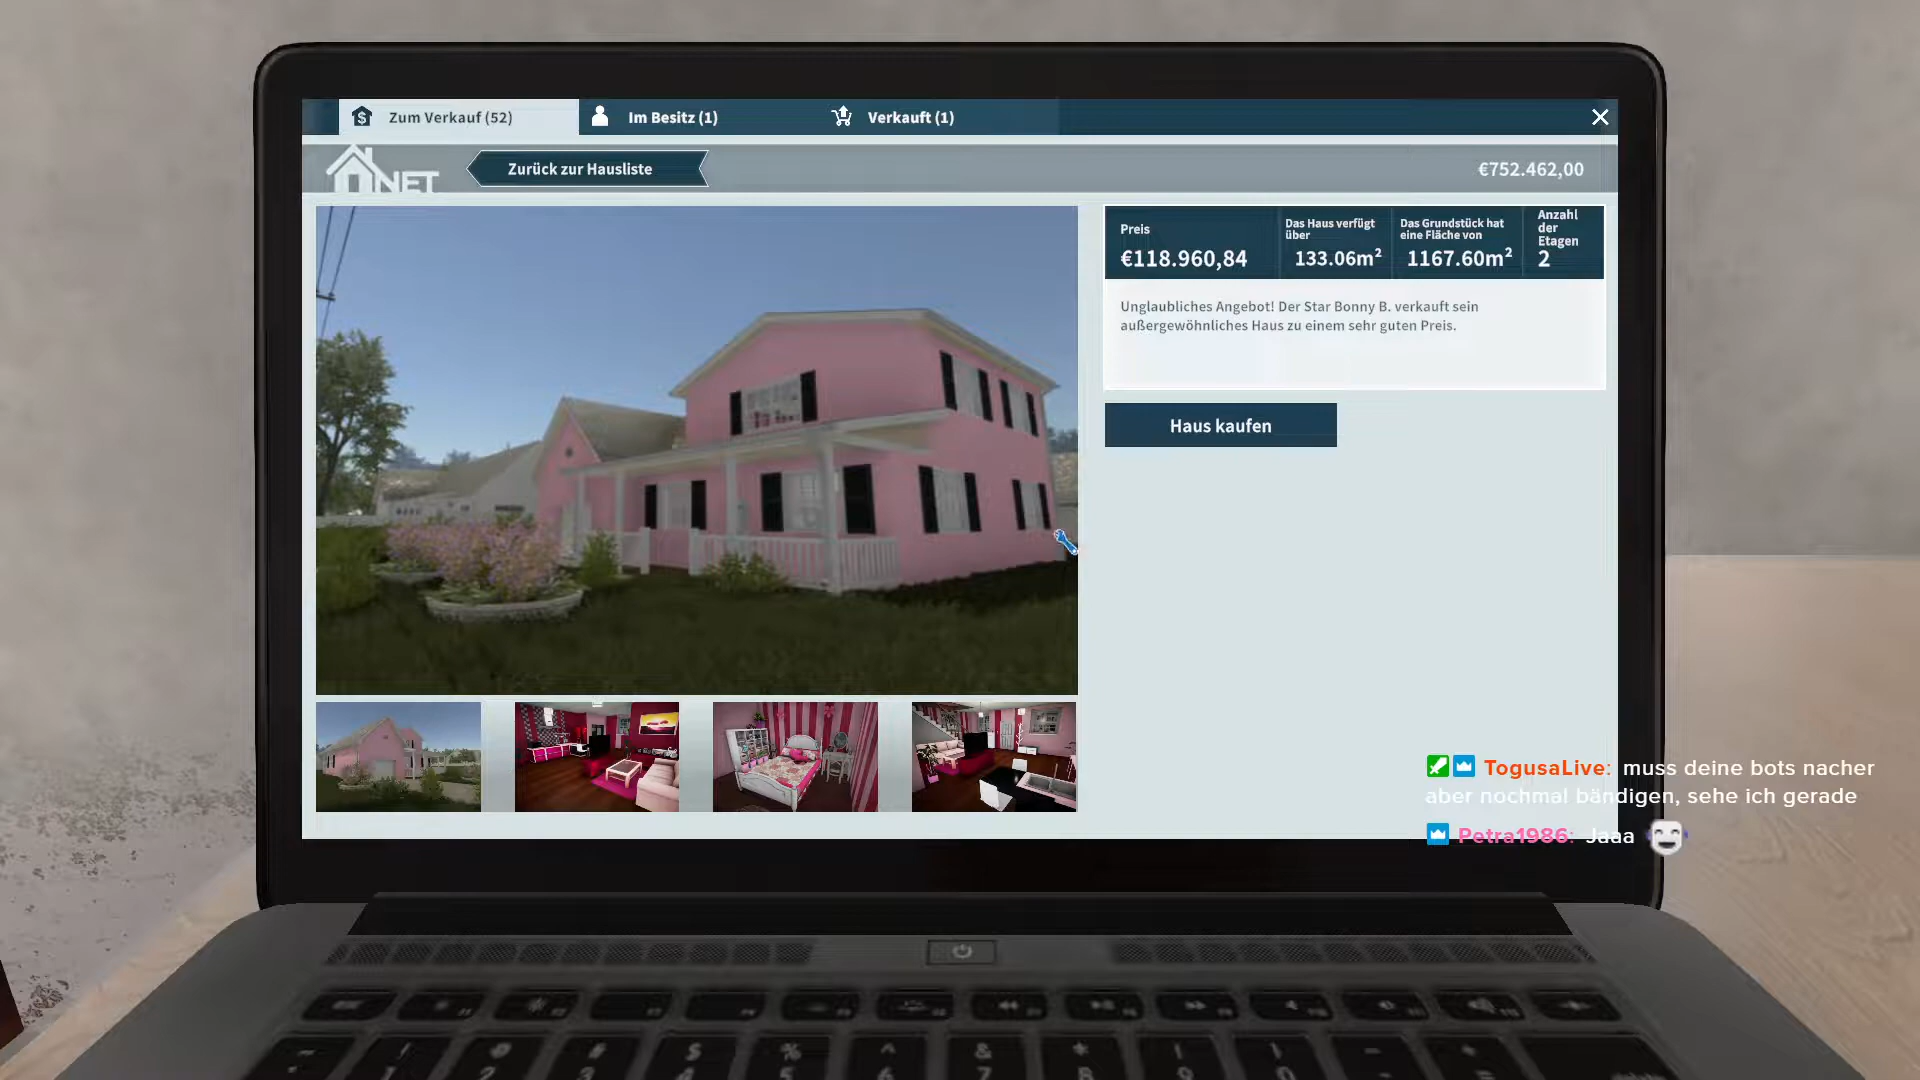 Zum Verkauf (52)
Im Besitz (1)
Verkauft (1)
NET
Zurück zur Hausliste
€752.462,00
Preis
€118.960,84
Das Haus verfügt
über
133.06m²
Das Grundstück hat
eine Fläche von
1167.60m²
Anzahl
der
Etagen
2
Unglaubliches Angebot! Der Star Bonny B. verkauft sein
außergewöhnliches Haus zu einem sehr guten Preis.
Haus kaufen
TogusaLive: muss deine bots nacher
aber nochmal bändigen, sehe ich gerade
Petra1986: Jaaa